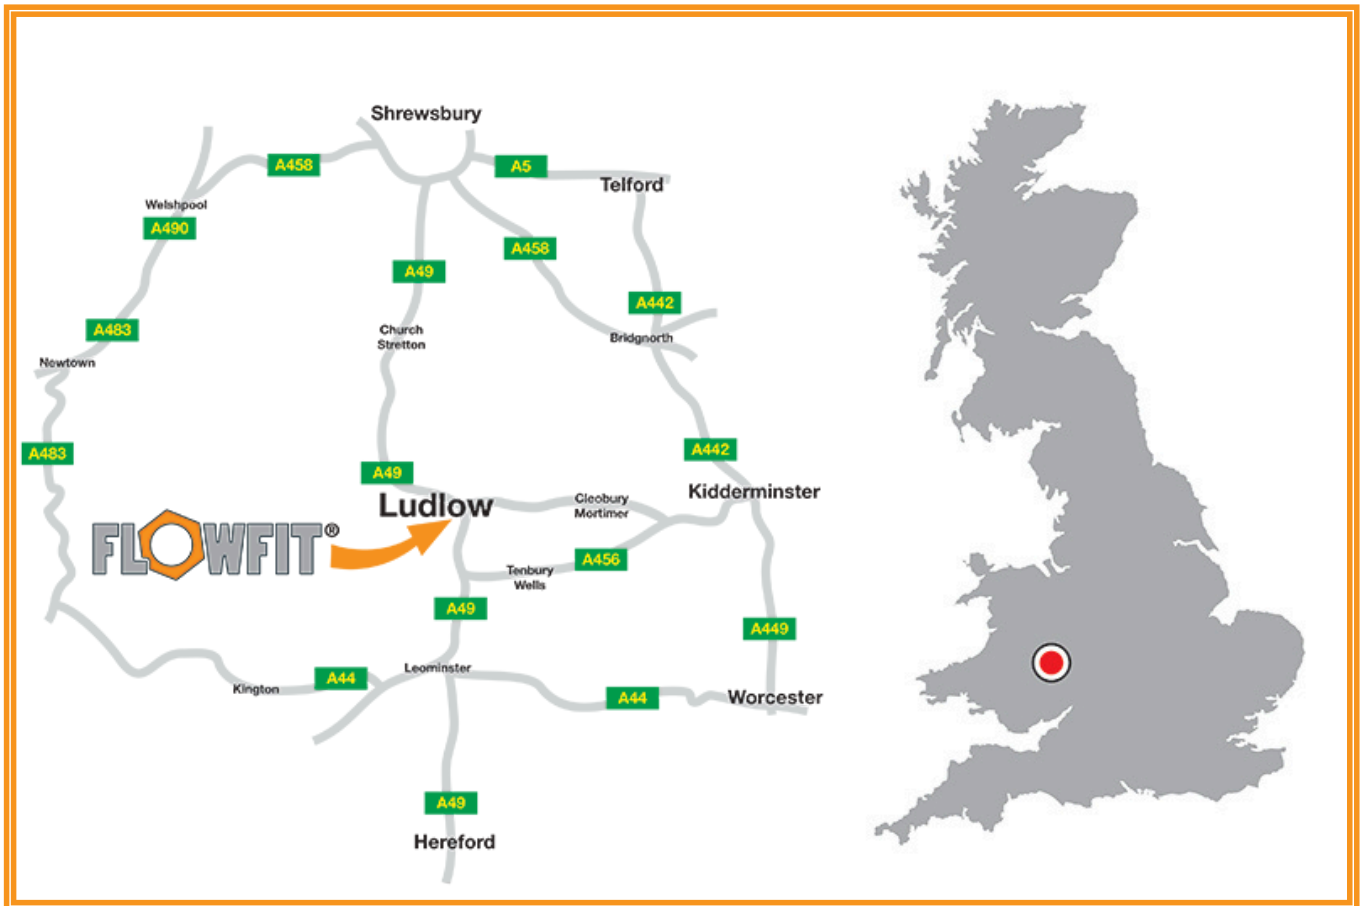 Shrewsbury
A458
A5
Telford
Welshpool
A490
A458
A49
A442
A483
Church
Stretton
Bridgnorth
Newtown
A483
A442
A49
Ludlow
Cleobury
Mortimer
Kidderminster
FLOWFIT®
A456
Tenbury
Wells
A49
A449
Leominster
A44
Kington
A44
Worcester
A49
Hereford